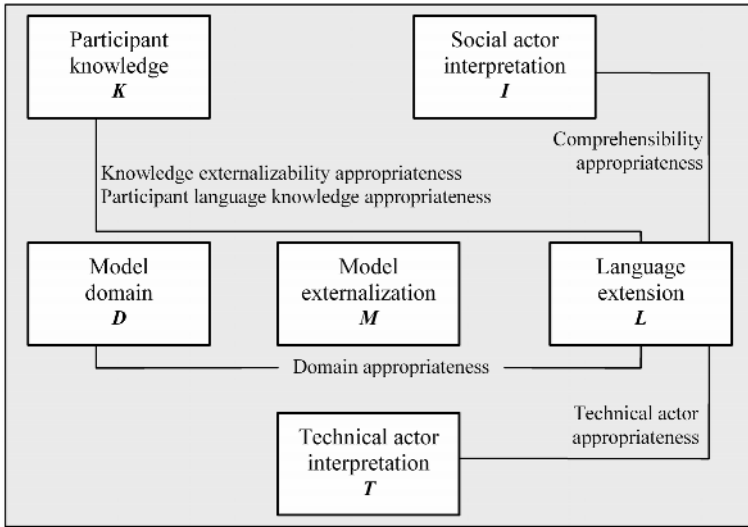 Participant
knowledge
K
Social actor
interpretation
I
Comprehensibility
appropriateness
Knowledge externalizability appropriateness
Participant language knowledge appropriateness
Model
domain
D
Model
externalization
M
Language
extension
L
Domain appropriateness
Technical actor
appropriateness
Technical actor
interpretation
T